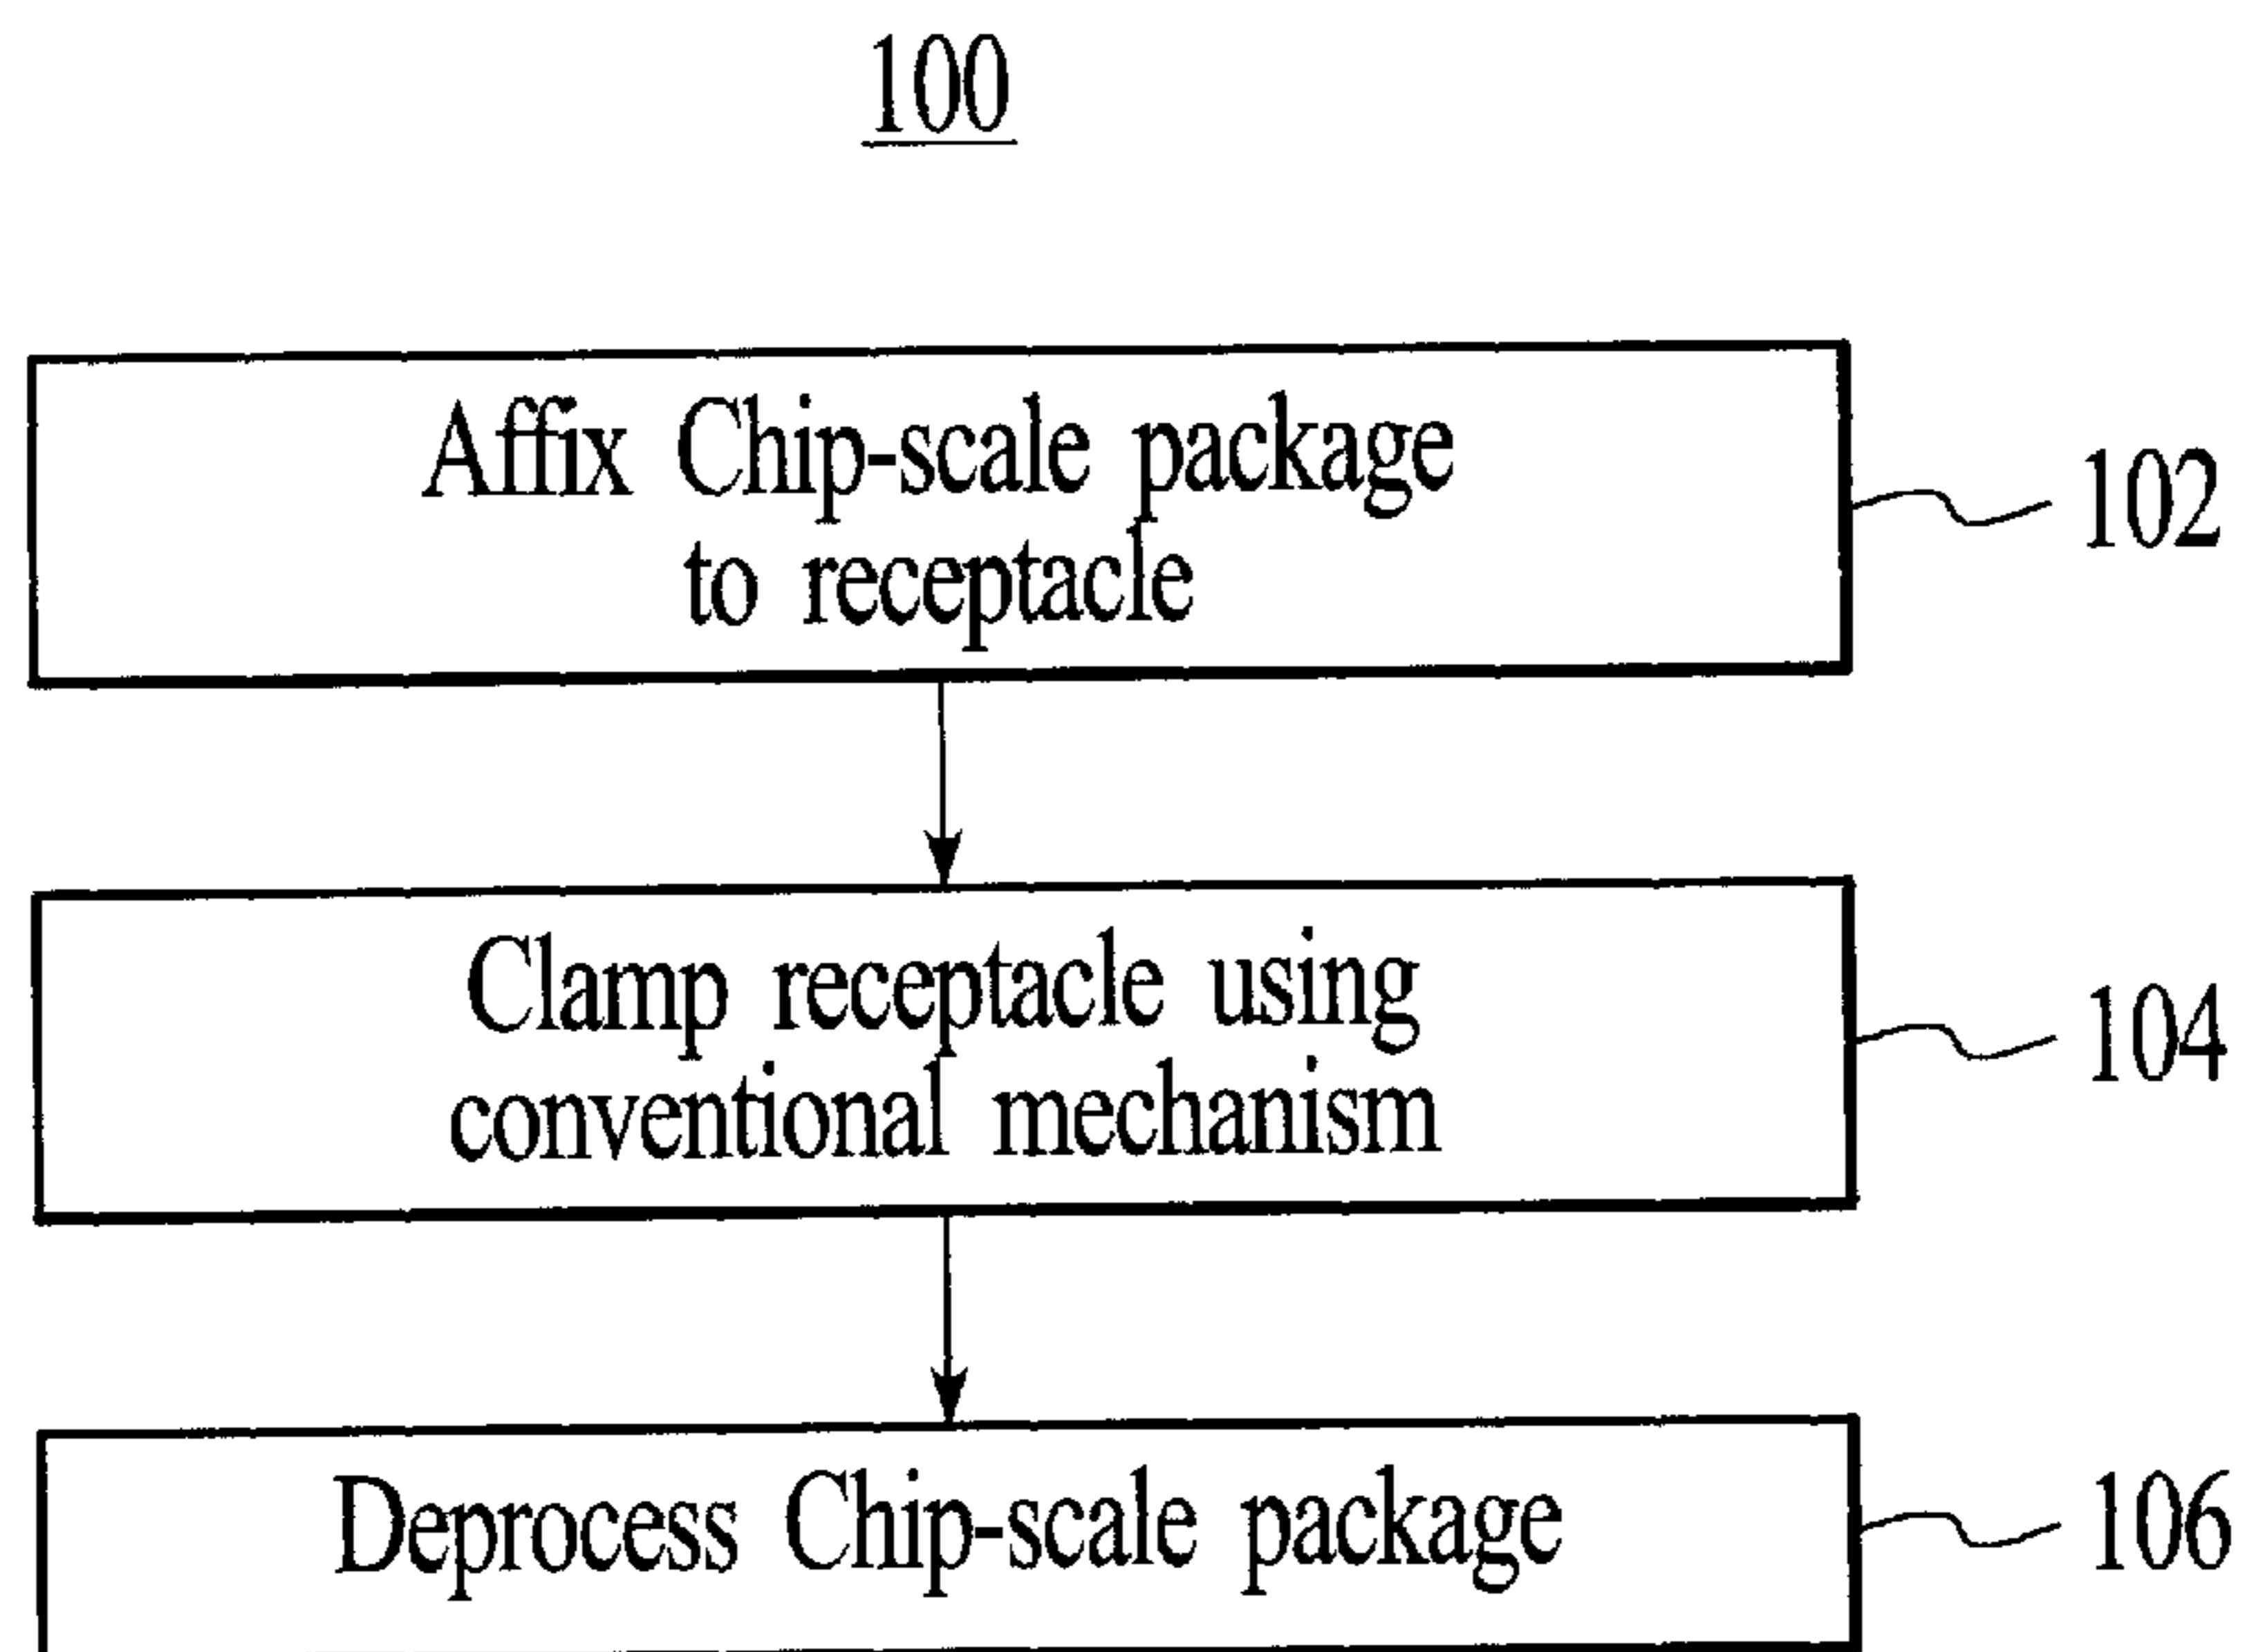 100
Affix Chip-scale package
to receptacle
102
Clamp receptacle using
conventional mechanism
104
Deprocess Chip-scale package
106